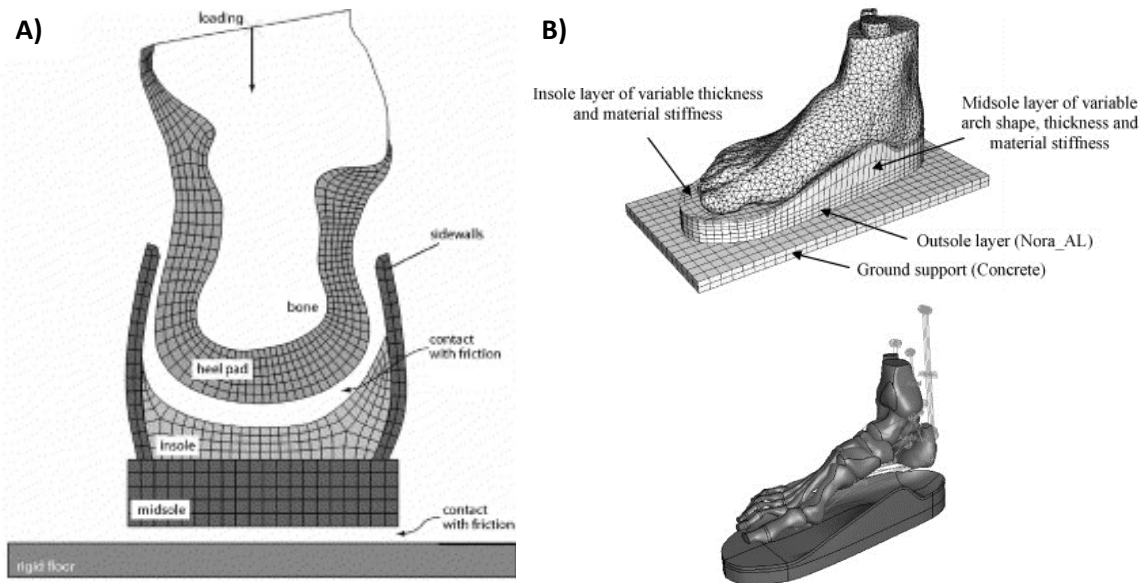 A)
loading
sidewalls
bone
contact
with friction
heel pad
insole
midsole
contact
with friction
rigid floor
B)
Insole layer of variable thickness
and material stiffness
Midsole layer of variable
arch shape, thickness and
material stiffness
Outsole layer (Nora_AL)
Ground support (Concrete)